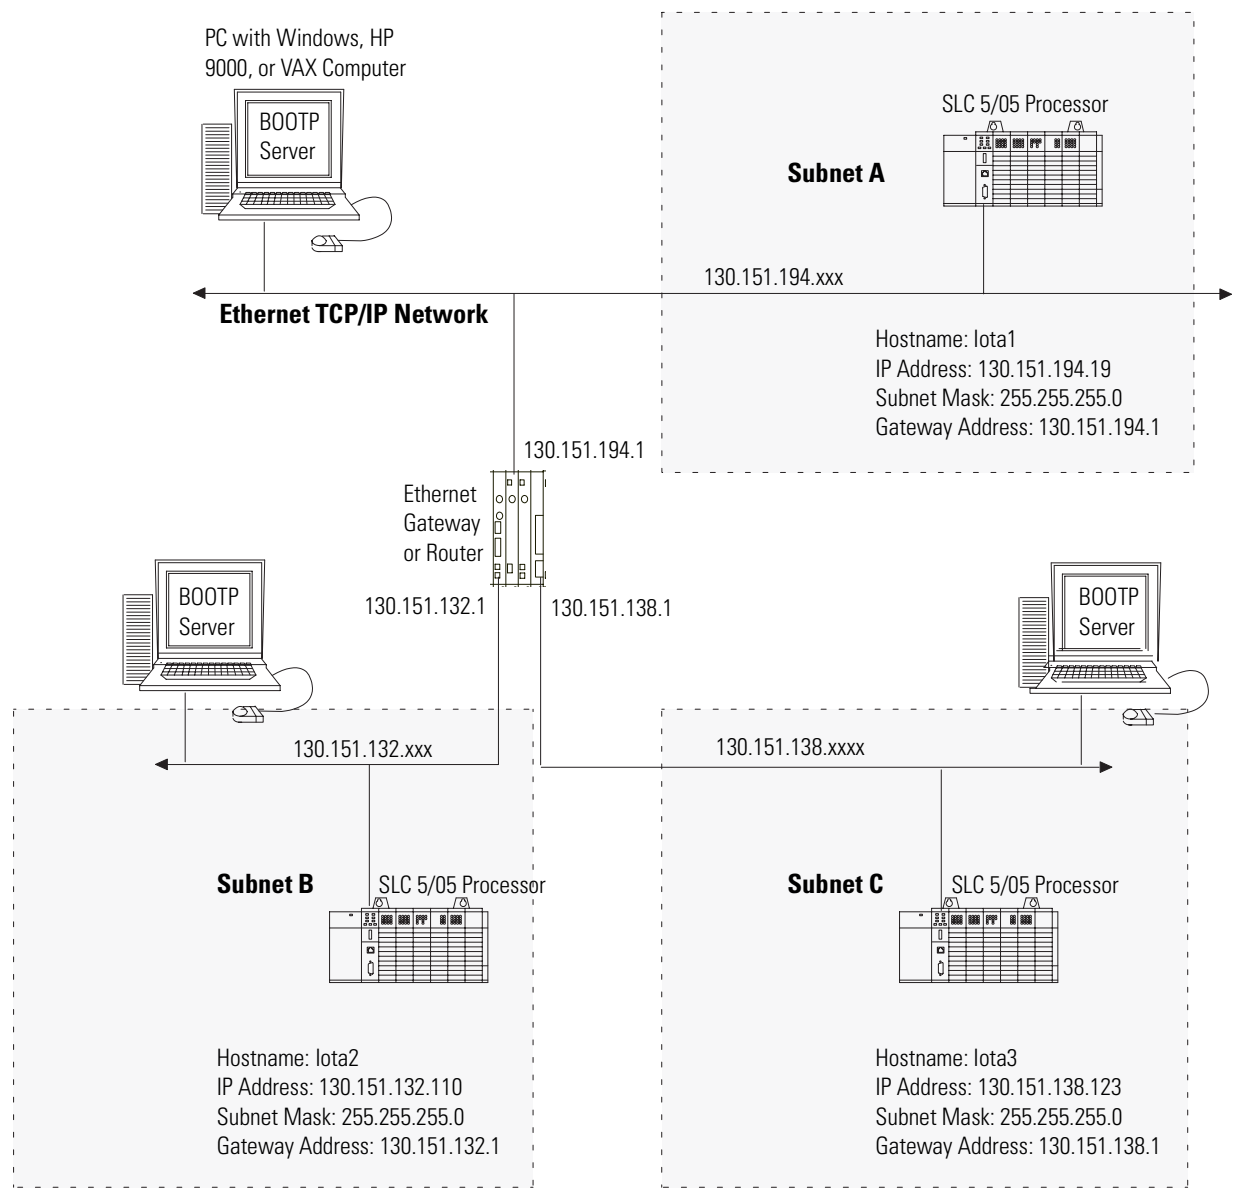 PC with Windows, HP
9000, or VAX Computer
BOOTP
Server
SLC 5/05 Processor
Subnet A
130.151.194.xxx
Ethernet TCP/IP Network
Hostname: Iota1
IP Address: 130.151.194.19
Subnet Mask: 255.255.255.0
Gateway Address: 130.151.194.1
130.151.194.1
Ethernet
Gateway
or Router
130.151.132.1
130.151.138.1
BOOTP
Server
BOOTP
Server
130.151.132.xxx
130.151.138.xxxx
Subnet B
SLC 5/05 Processor
Subnet C
SLC 5/05 Processor
Hostname: Iota2
IP Address: 130.151.132.110
Subnet Mask: 255.255.255.0
Gateway Address: 130.151.132.1
Hostname: Iota3
IP Address: 130.151.138.123
Subnet Mask: 255.255.255.0
Gateway Address: 130.151.138.1